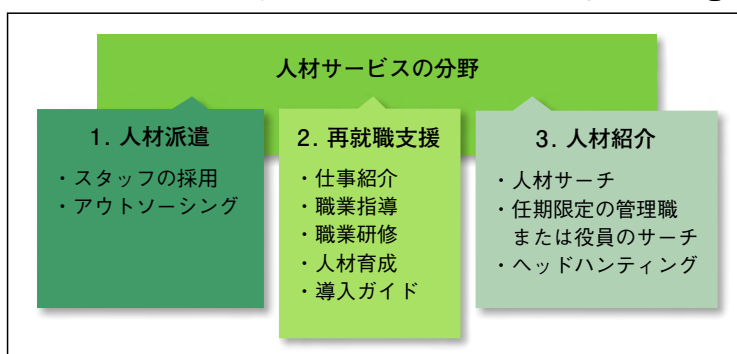 人材サービスの分野
1. 人材派遣
・スタッフの採用
・アウトソーシング
2. 再就職支援
・仕事紹介
・職業指導
・職業研修
・人材育成
・導入ガイド
3. 人材紹介
・人材サーチ
・任期限定の管理職
または役員のサーチ
・ヘッドハンティング